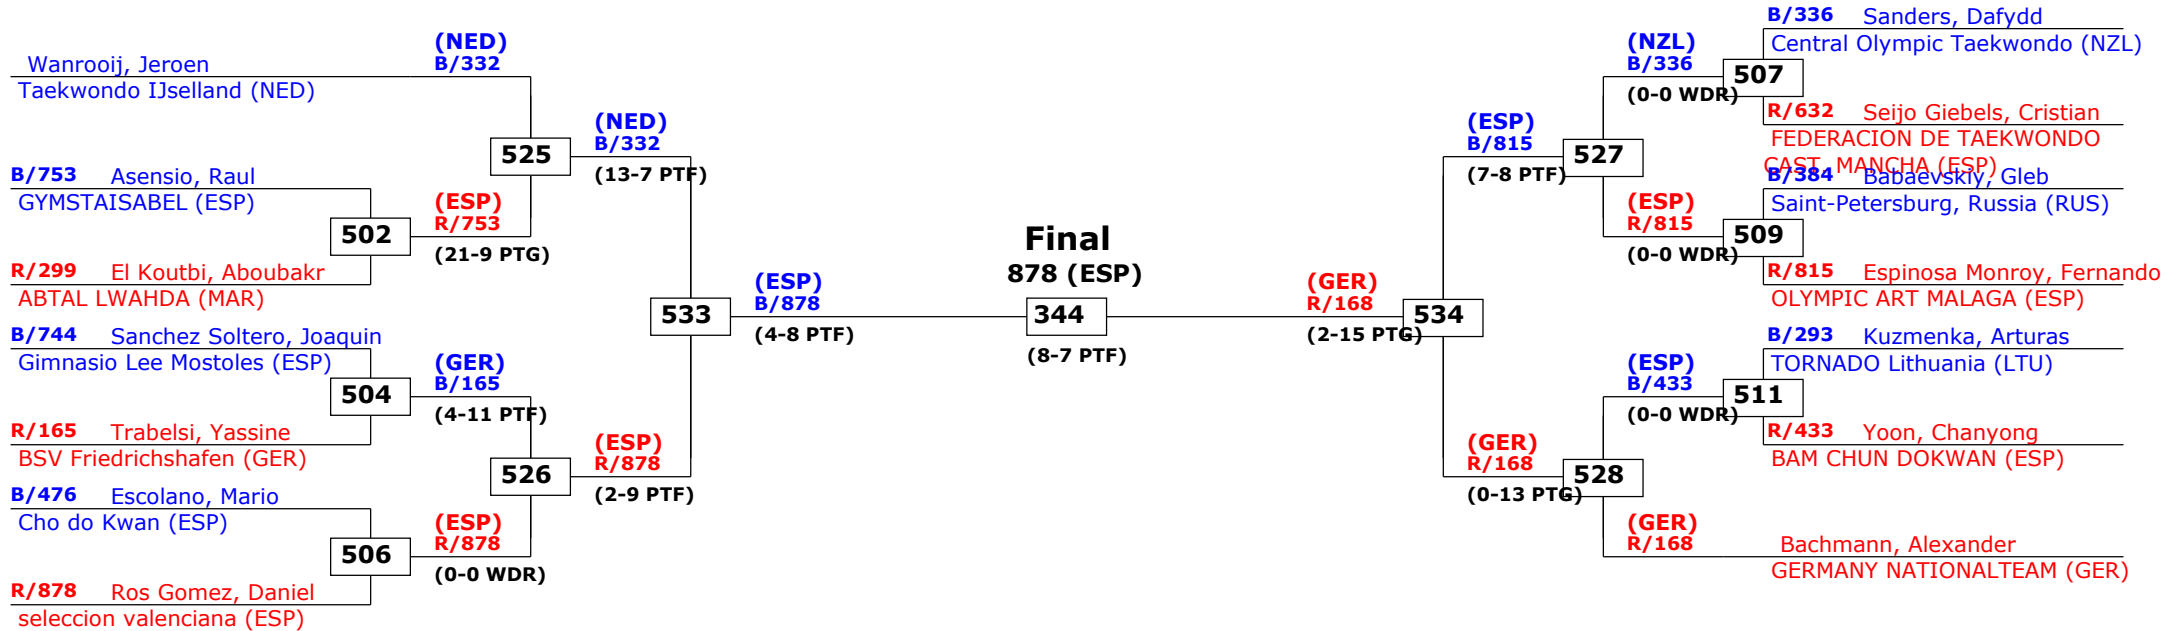 (NED)
Wanrooij, Jeroen
B/332
Taekwondo IJselland (NED)
525
(NED)
B/332
(13-7 PTF)
B/753 Asensio, Raul
GYMSTAISABEL (ESP)
502
(ESP)
R/753
(21-9 PTG)
R/299 El Koutbi, Aboubakr
ABTAL LWAHDA (MAR)
533
(ESP)
B/878
(4-8 PTF)
B/744 Sanchez Soltero, Joaquin
Gimnasio Lee Mostoles (ESP)
504
(GER)
B/165
(4-11 PTF)
R/165 Trabelsi, Yassine
BSV Friedrichshafen (GER)
526
(ESP)
R/878
(2-9 PTF)
B/476 Escolano, Mario
Cho do Kwan (ESP)
506
(ESP)
R/878
(0-0 WDR)
R/878 Ros Gomez, Daniel
seleccion valenciana (ESP)
Final
878 (ESP)
344
(8-7 PTF)
(GER)
R/168
534
(2-15 PTG)
(ESP)
B/815
527
(7-8 PTF)
(NZL)
B/336
507
(0-0 WDR)
B/336 Sanders, Dafydd
Central Olympic Taekwondo (NZL)
R/632 Seijo Giebels, Cristian
FEDERACION DE TAEKWONDO
CAST. MANCHA (ESP)
B/384 Babaevskiy, Gleb
Saint-Petersburg, Russia (RUS)
(ESP)
R/815
509
(0-0 WDR)
R/815 Espinosa Monroy, Fernando
OLYMPIC ART MALAGA (ESP)
B/293 Kuzmenka, Arturas
TORNADO Lithuania (LTU)
(ESP)
B/433
511
(0-0 WDR)
R/433 Yoon, Chanyong
BAM CHUN DOKWAN (ESP)
(GER)
R/168
528
(0-13 PTG)
(GER)
R/168
Bachmann, Alexander
GERMANY NATIONALTEAM (GER)